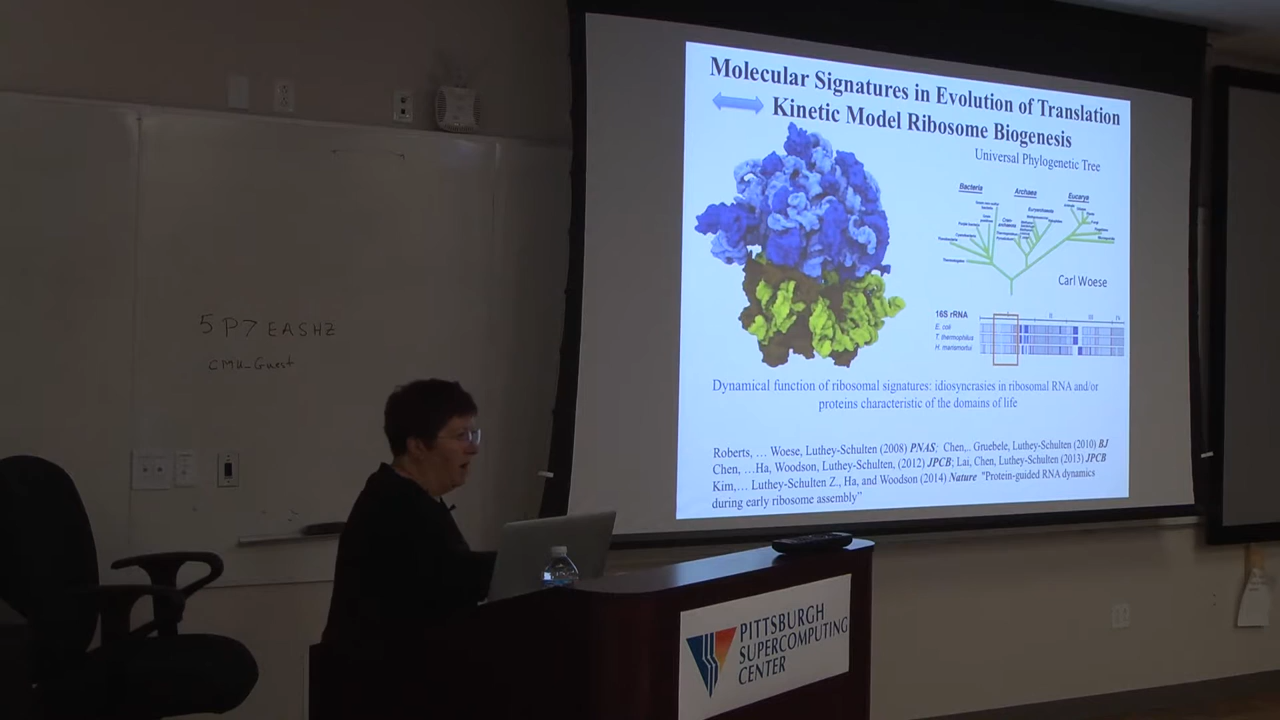 Molecular Signatures in Evolution of Translation
Kinetic Model Ribosome Biogenesis
Universal Phylogenetic Tree
Bacteria Archaea Eucarya
Carl Woese
16S rRNA
I II III IV
E. coli
T. thermophilus
H. marismortui
Dynamical function of ribosomal signatures: idiosyncrasies in ribosomal RNA and/or
proteins characteristic of the domains of life
Roberts, … Woese, Luthey-Schulten (2008) PNAS; Chen,.. Gruebele, Luthey-Schulten (2010) BJ
Chen, …Ha, Woodson, Luthey-Schulten, (2012) JPCB; Lai, Chen, Luthey-Schulten (2013) JPCB
Kim,… Luthey-Schulten Z., Ha, and Woodson (2014) Nature "Protein-guided RNA dynamics
during early ribosome assembly”
5P7EASHZ
CMU_Guest
PITTSBURGH
SUPERCOMPUTING
CENTER